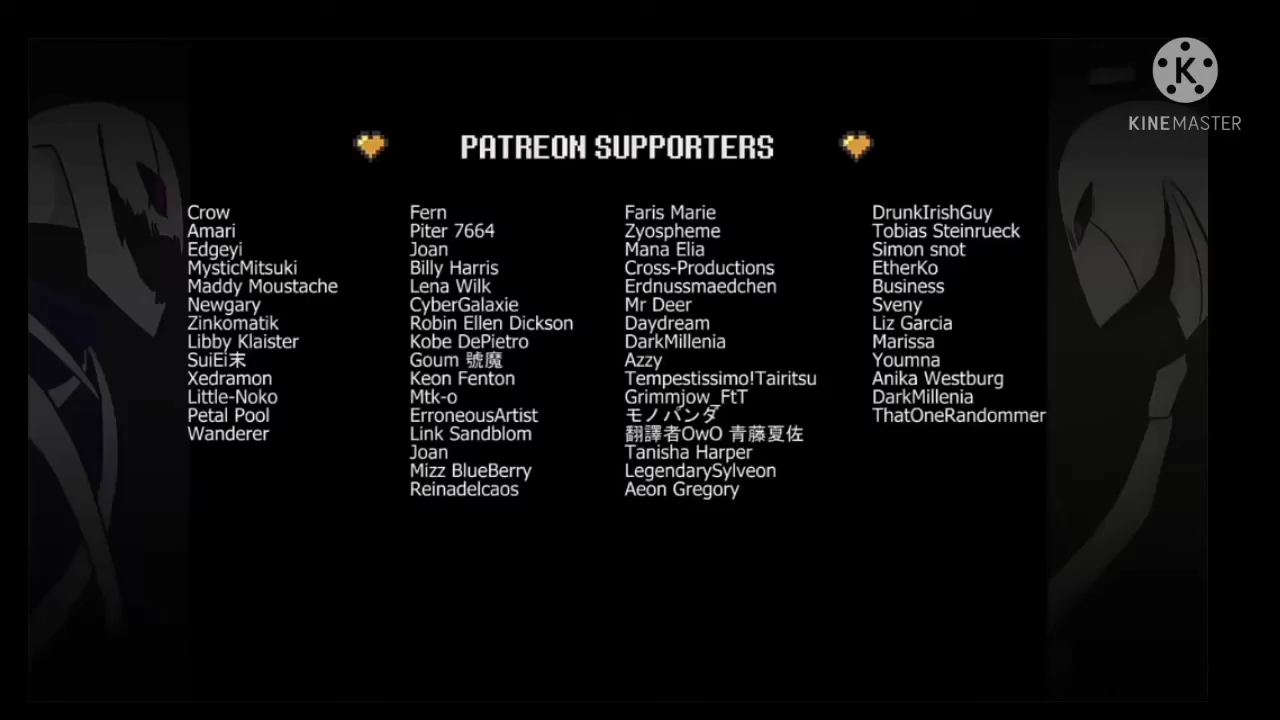 KINEMASTER
PATREON SUPPORTERS
Crow
Amari
Edgeyi
MysticMitsuki
Maddy Moustache
Newgary
Zinkomatik
Libby Klaister
SuiEi末
Xedramon
Little-Noko
Petal Pool
Wanderer
Fern
Piter 7664
Joan
Billy Harris
Lena Wilk
CyberGalaxie
Robin Ellen Dickson
Kobe DePietro
Goum 號魔
Keon Fenton
Mtk-o
ErroneousArtist
Link Sandblom
Joan
Mizz BlueBerry
Reinadelcaos
Faris Marie
Zyospheme
Mana Elia
Cross-Productions
Erdnussmaedchen
Mr Deer
Daydream
DarkMillenia
Azzy
Tempestissimo!Tairitsu
Grimmjow_FtT
モノバンダ
翻譯者OwO 青藤夏佐
Tanisha Harper
LegendarySylveon
Aeon Gregory
DrunkIrishGuy
Tobias Steinrueck
Simon snot
EtherKo
Business
Sveny
Liz Garcia
Marissa
Youmna
Anika Westburg
DarkMillenia
ThatOneRandommer